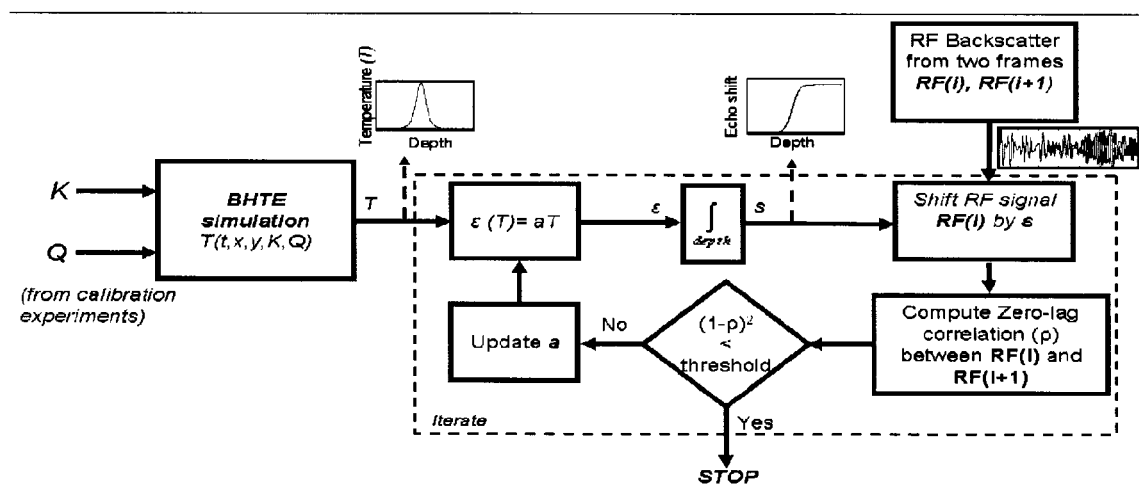 RF Backscatter
from two frames
RF(i), RF(i+1)
Temperature (T)
Depth
Echo shift
Depth
K
Q
(from calibration
experiments)
BHTE
simulation
T(t,x,y,K,Q)
T
ε (T)= aT
ε
∫
depth
s
Shift RF signal
RF(i) by ε
Compute Zero-lag
correlation (ρ)
between RF(i) and
RF(i+1)
(1-ρ)²
<
threshold
No
Update a
Yes
Iterate
STOP